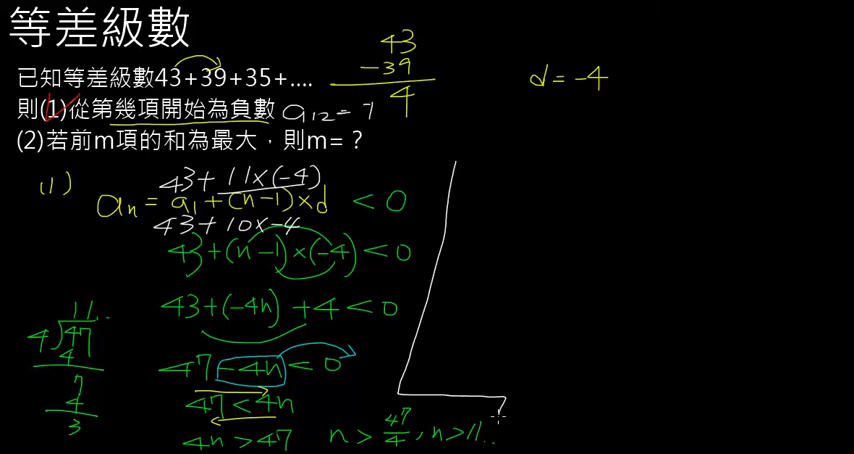 等差級數
已知等差級數43+39+35+....
則(1)從第幾項開始為負數 a12 = 7
(2)若前m項的和為最大，則m=？
43
-39
4
d = -4
(1)
43 + 11 x (-4)
an = a1 + (n-1) x d < 0
43 + 10 x -4
43 + (n-1) x (-4) < 0
43 + (-4n) + 4 < 0
47 - 4n < 0
47 < 4n
4n > 47 n > 47/4 , n > 11..
11..
4 47
4
7
4
3